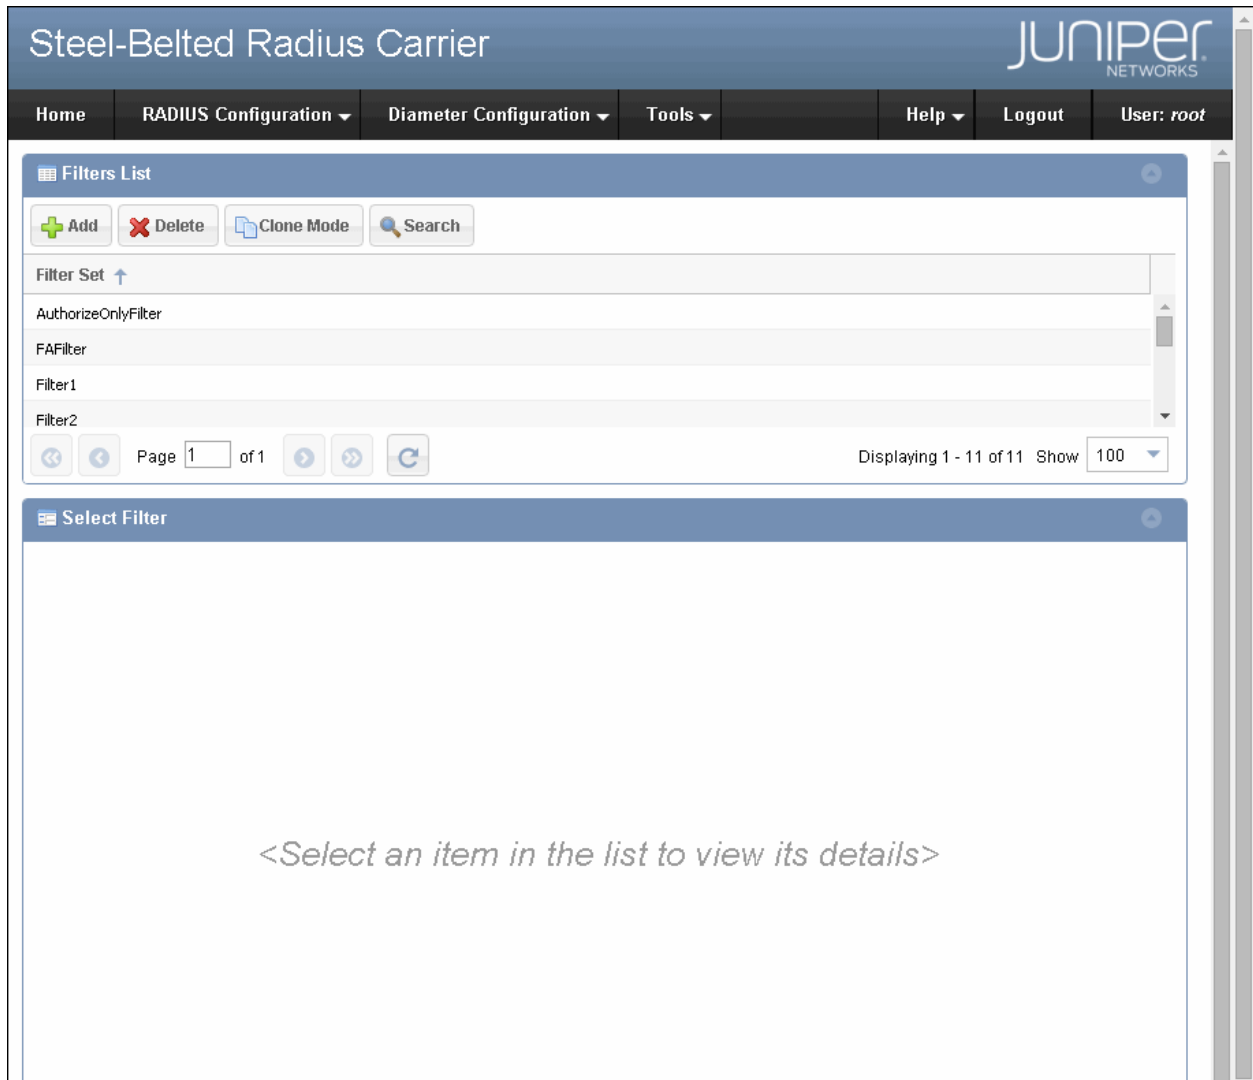 Steel-Belted Radius Carrier
JUNIPER NETWORKS
Home RADIUS Configuration Diameter Configuration Tools Help Logout User: root
Filters List
Add Delete Clone Mode Search
Filter Set
AuthorizeOnlyFilter
FAFilter
Filter1
Filter2
Page 1 of 1 Displaying 1 - 11 of 11 Show 100
Select Filter
<Select an item in the list to view its details>